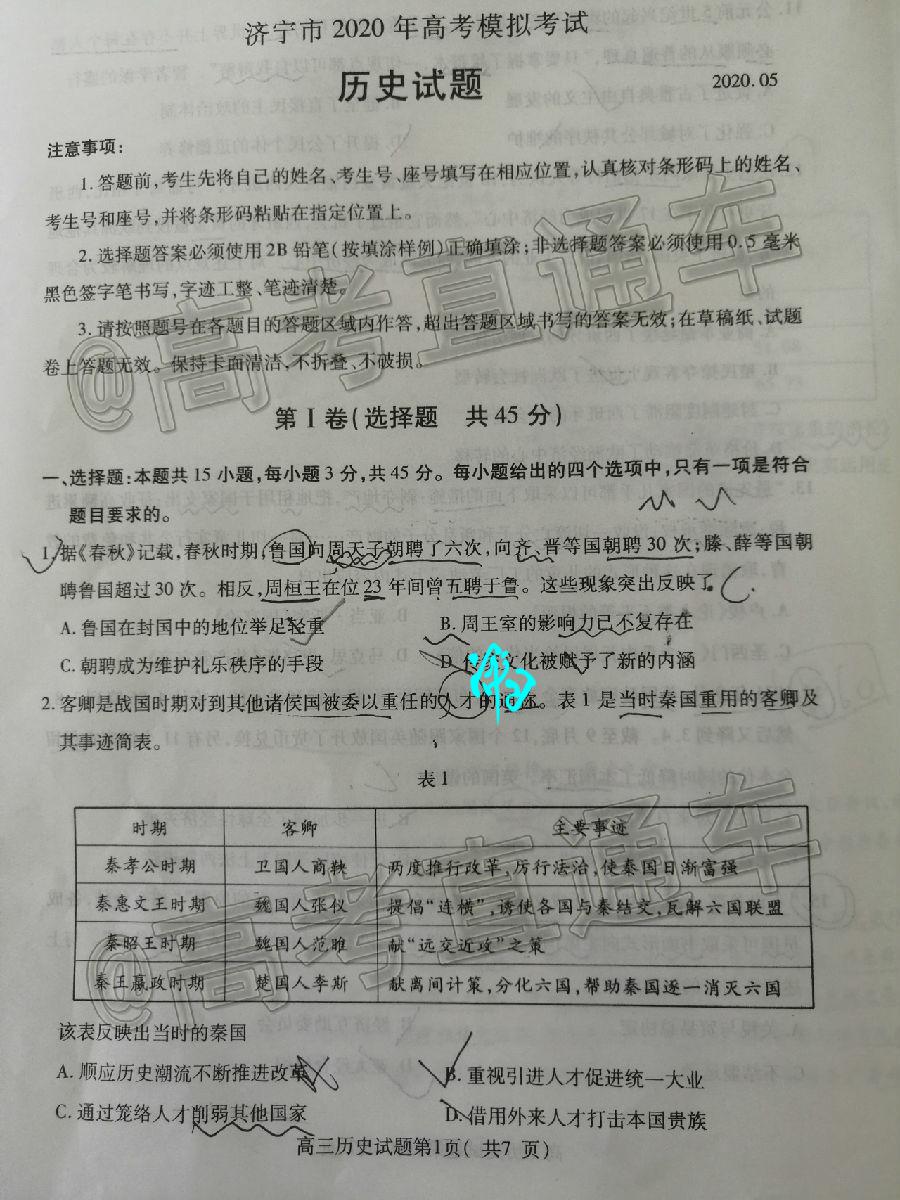 济宁市 2020 年高考模拟考试
历史试题
2020.05
注意事项：
1.答题前,考生先将自己的姓名、考生号、座号填写在相应位置,认真核对条形码上的姓名、
考生号和座号,并将条形码粘贴在指定位置上。
2.选择题答案必须使用2B 铅笔(按填涂样例)正确填涂;非选择题答案必须使用0.5 毫米
黑色签字笔书写,字迹工整、笔迹清楚。
3.请按照题号在各题目的答题区域内作答,超出答题区域书写的答案无效;在草稿纸、试题
卷上答题无效。保持卡面清洁,不折叠、不破损。
第Ⅰ卷(选择题 共45分)
一、选择题:本题共 15 小题,每小题 3 分,共 45 分。每小题给出的四个选项中,只有一项是符合
题目要求的。
1.据《春秋》记载,春秋时期,鲁国向周天子朝聘了六次,向齐、晋等国朝聘 30 次;滕、薛等国朝
聘鲁国超过 30 次。相反,周桓王在位 23 年间曾五聘于鲁。这些现象突出反映了
A.鲁国在封国中的地位举足轻重
B.周王室的影响力已不复存在
C.朝聘成为维护礼乐秩序的手段
D.传统文化被赋予了新的内涵
2.客卿是战国时期对到其他诸侯国被委以重任的人才的通称。表 1 是当时秦国重用的客卿及
其事迹简表。
表1
时期 客卿 主要事迹
秦孝公时期 卫国人商鞅 两度推行改革,厉行法治,使秦国日渐富强
秦惠文王时期 魏国人张仪 提倡“连横”,诱使各国与秦结交,瓦解六国联盟
秦昭王时期 魏国人范雎 献“远交近攻”之策
秦王嬴政时期 楚国人李斯 献离间计策,分化六国,帮助秦国逐一消灭六国
该表反映出当时的秦国
A.顺应历史潮流不断推进改革
B.重视引进人才促进统一大业
C.通过笼络人才削弱其他国家
D.借用外来人才打击本国贵族
高三历史试题第1页( 共7 页)
@高考直通车
@高考直通车